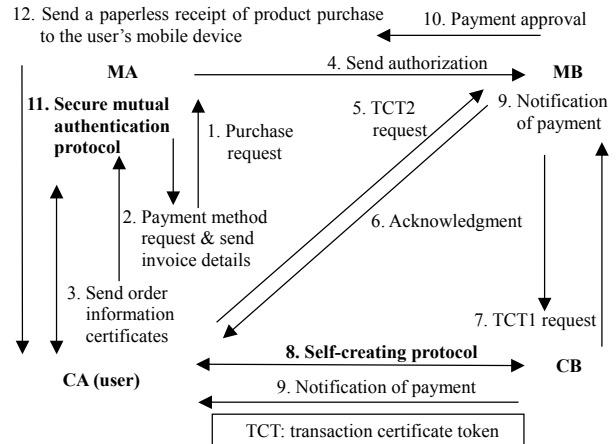 12. Send a paperless receipt of product purchase
to the user's mobile device
10. Payment approval
MA
4. Send authorization
MB
11. Secure mutual
authentication
protocol
1. Purchase
request
5. TCT2
request
9. Notification
of payment
2. Payment method
request & send
invoice details
6. Acknowledgment
3. Send order
information
certificates
7. TCT1 request
8. Self-creating protocol
CA (user)
CB
9. Notification of payment
TCT: transaction certificate token